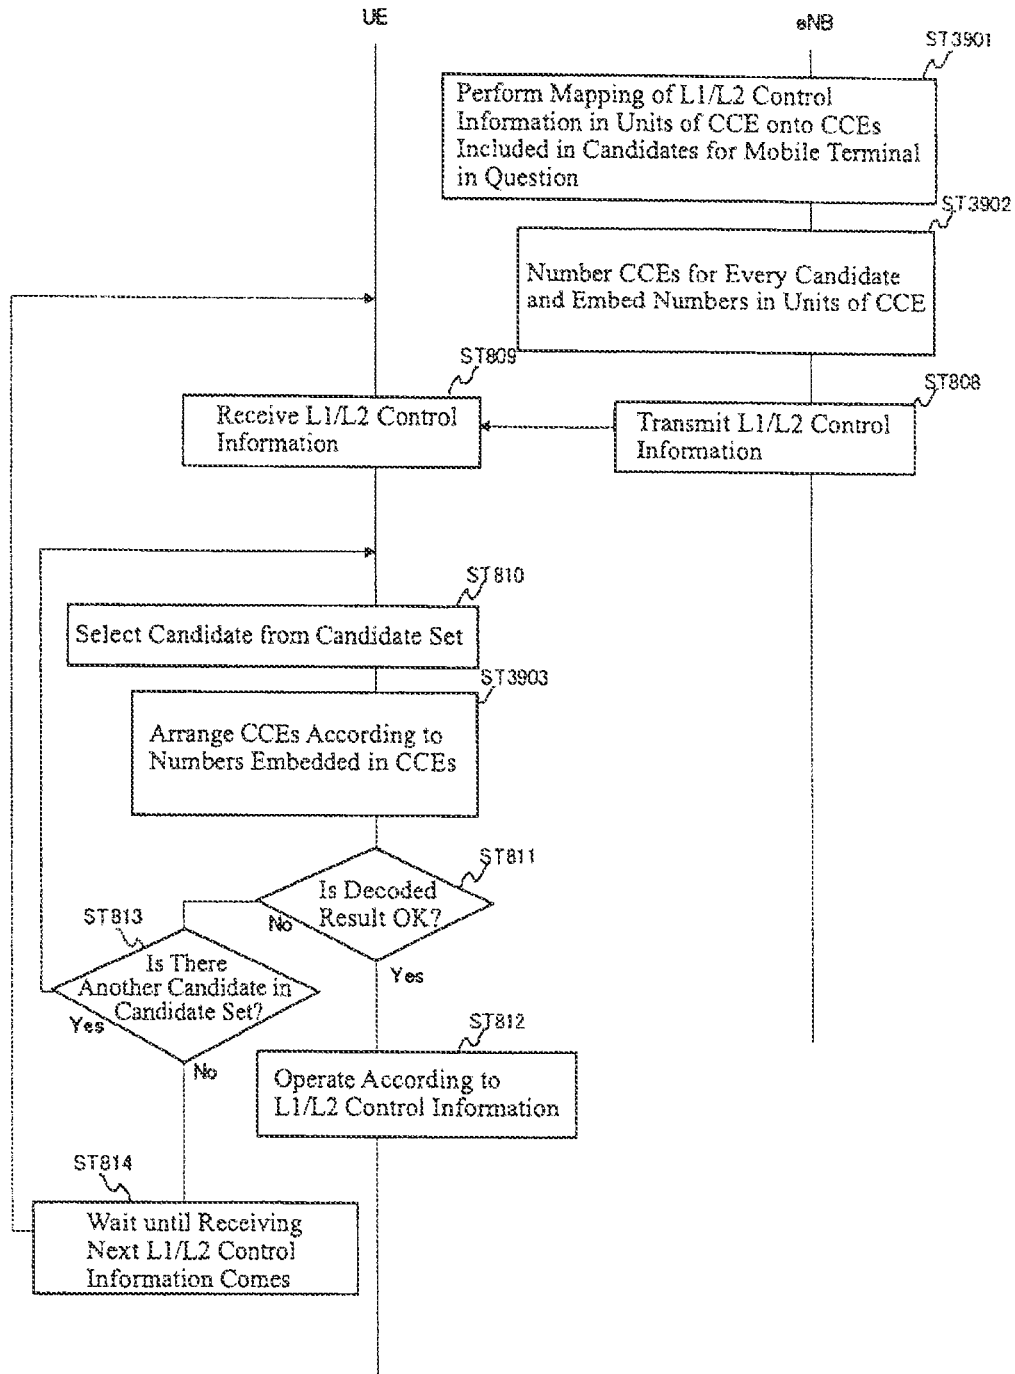 UE
eNB
ST3901
Perform Mapping of L1/L2 Control
Information in Units of CCE onto CCEs
Included in Candidates for Mobile Terminal
in Question
ST3902
Number CCEs for Every Candidate
and Embed Numbers in Units of CCE
ST809
Receive L1/L2 Control
Information
ST808
Transmit L1/L2 Control
Information
ST810
Select Candidate from Candidate Set
ST3903
Arrange CCEs According to
Numbers Embedded in CCEs
ST811
Is Decoded
Result OK?
No
Yes
ST813
Is There
Another Candidate in
Candidate Set?
Yes
No
ST812
Operate According to
L1/L2 Control Information
ST814
Wait until Receiving
Next L1/L2 Control
Information Comes